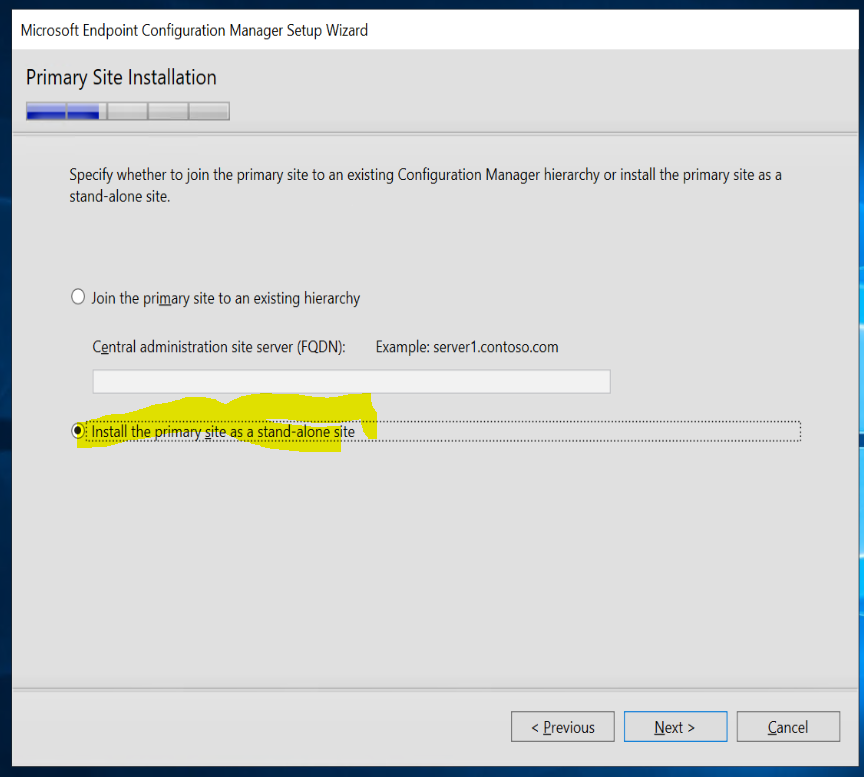 Microsoft Endpoint Configuration Manager Setup Wizard
Primary Site Installation
Specify whether to join the primary site to an existing Configuration Manager hierarchy or install the primary site as a
stand-alone site.
Join the primary site to an existing hierarchy
Central administration site server (FQDN): Example: server1.contoso.com
Install the primary site as a stand-alone site
< Previous Next > Cancel